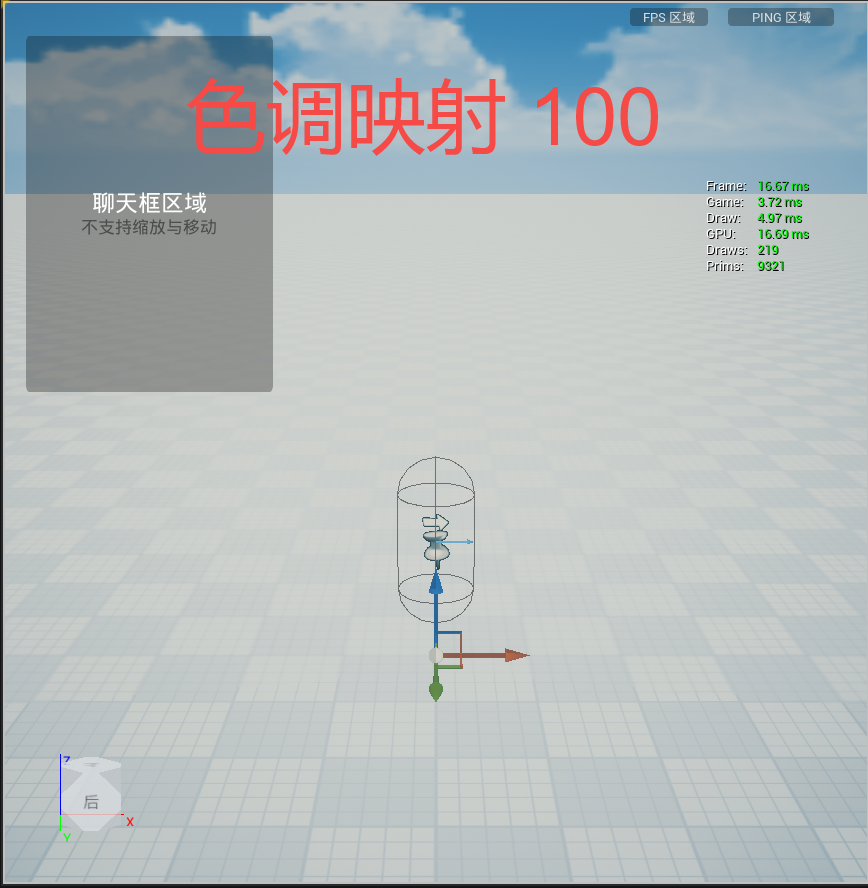 FPS 区域
PING 区域
色调映射 100
聊天框区域
不支持缩放与移动
Frame: 16.67 ms
Game: 3.72 ms
Draw: 4.97 ms
GPU: 16.69 ms
Draws: 219
Prims: 9321
Z
后
X
Y